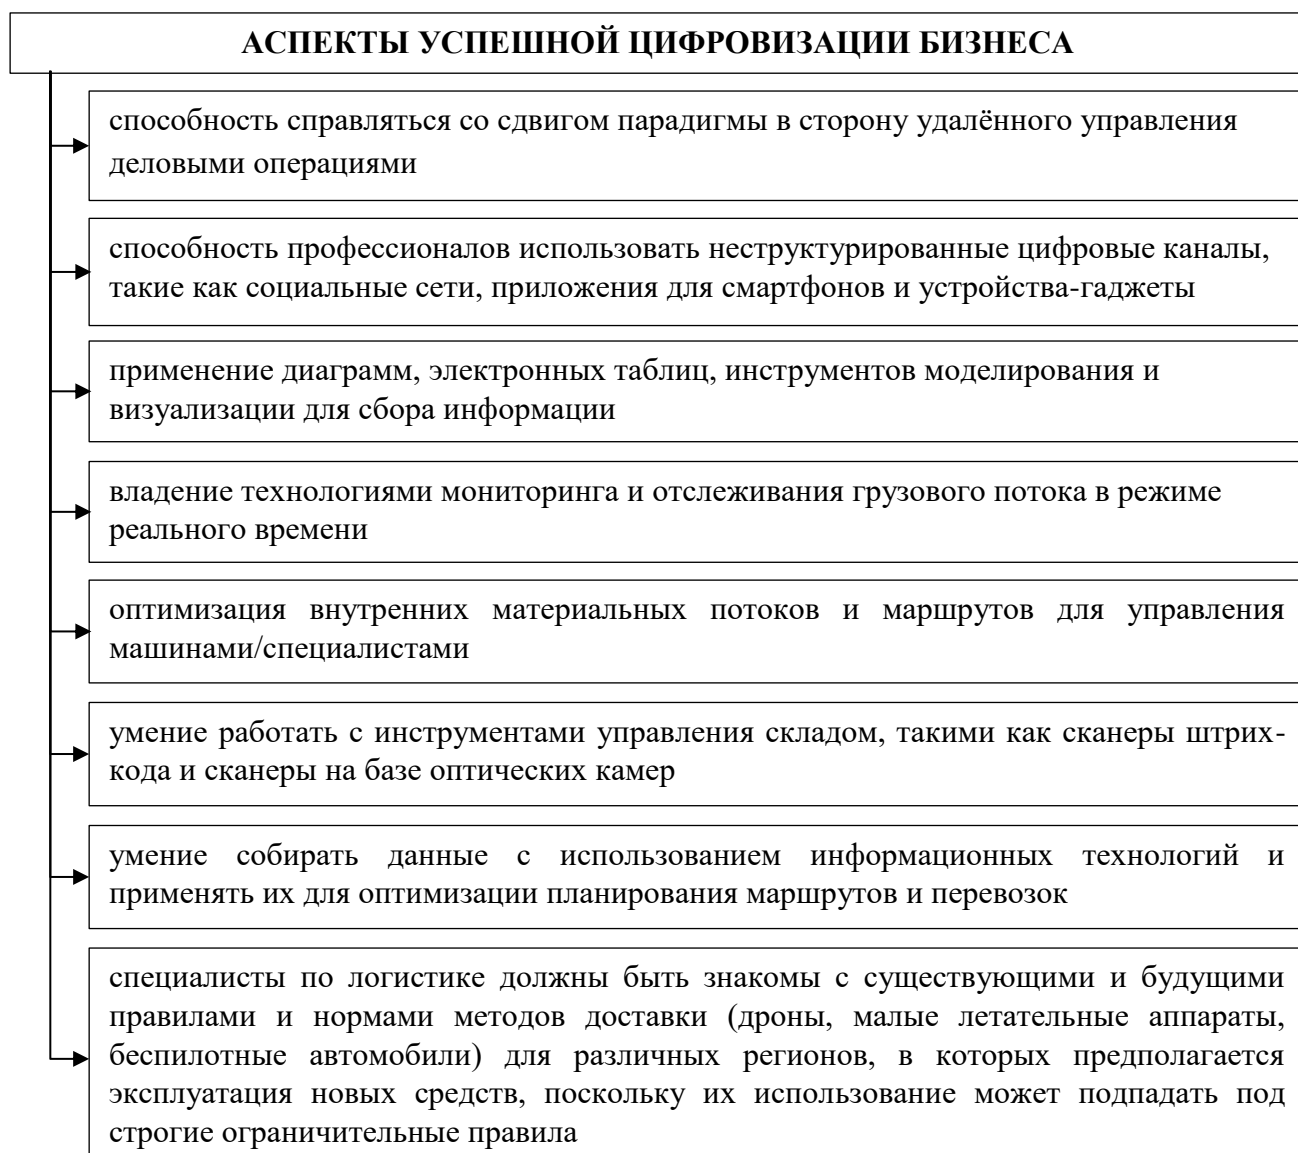 АСПЕКТЫ УСПЕШНОЙ ЦИФРОВИЗАЦИИ БИЗНЕСА
способность справляться со сдвигом парадигмы в сторону удалённого управления
деловыми операциями
способность профессионалов использовать неструктурированные цифровые каналы,
такие как социальные сети, приложения для смартфонов и устройства-гаджеты
применение диаграмм, электронных таблиц, инструментов моделирования и
визуализации для сбора информации
владение технологиями мониторинга и отслеживания грузового потока в режиме
реального времени
оптимизация внутренних материальных потоков и маршрутов для управления
машинами/специалистами
умение работать с инструментами управления складом, такими как сканеры штрих-
кода и сканеры на базе оптических камер
умение собирать данные с использованием информационных технологий и
применять их для оптимизации планирования маршрутов и перевозок
специалисты по логистике должны быть знакомы с существующими и будущими
правилами и нормами методов доставки (дроны, малые летательные аппараты,
беспилотные автомобили) для различных регионов, в которых предполагается
эксплуатация новых средств, поскольку их использование может подпадать под
строгие ограничительные правила